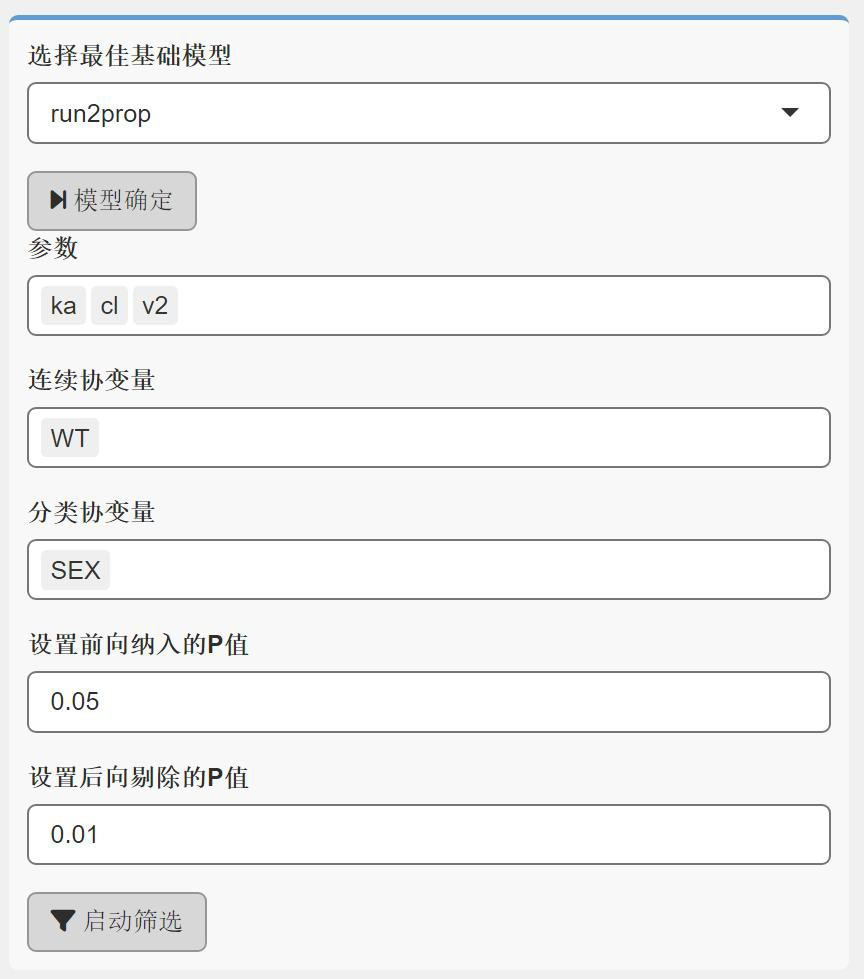 选择最佳基础模型
run2prop
模型确定
参数
ka cl v2
连续协变量
WT
分类协变量
SEX
设置前向纳入的P值
0.05
设置后向剔除的P值
0.01
启动筛选